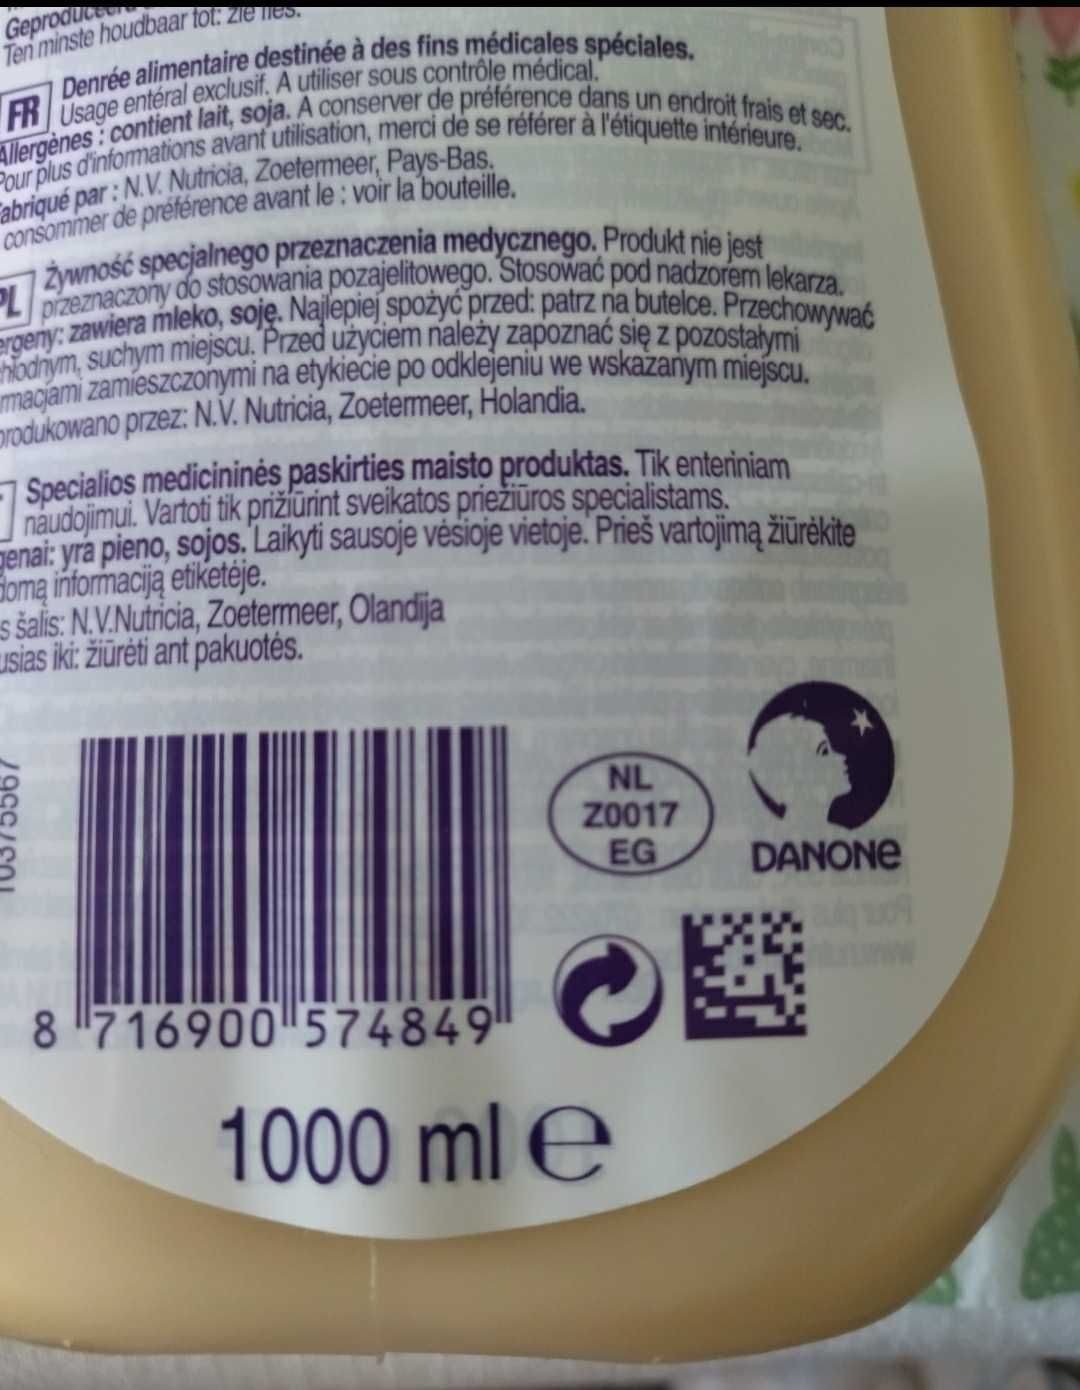 Ten minste houdbaar tot: zie fles.
FR
Denrée alimentaire destinée à des fins médicales spéciales.
Usage entéral exclusif. A utiliser sous contrôle médical.
Allergènes : contient lait, soja. A conserver de préférence dans un endroit frais et sec.
Pour plus d'informations avant utilisation, merci de se référer à l'étiquette intérieure.
Fabriqué par : N.V. Nutricia, Zoetermeer, Pays-Bas.
consommer de préférence avant le : voir la bouteille.
PL
Żywność specjalnego przeznaczenia medycznego. Produkt nie jest
przeznaczony do stosowania pozajelitowego. Stosować pod nadzorem lekarza.
ergeny: zawiera mleko, soję. Najlepiej spożyć przed: patrz na butelce. Przechowywać
chłodnym, suchym miejscu. Przed użyciem należy zapoznać się z pozostałymi
rmacjami zamieszczonymi na etykiecie po odklejeniu we wskazanym miejscu.
produkowano przez: N.V. Nutricia, Zoetermeer, Holandia.
Specialios medicininės paskirties maisto produktas. Tik enteriniam
naudojimui. Vartoti tik prižiūrint sveikatos priežiūros specialistams.
genai: yra pieno, sojos. Laikyti sausoje vėsioje vietoje. Prieš vartojimą žiūrėkite
domą informaciją etiketėje.
s šalis: N.V.Nutricia, Zoetermeer, Olandija
usias iki: žiūrėti ant pakuotės.
10375567
NL
Z0017
EG
DANONE
8 716900 574849
1000 ml e